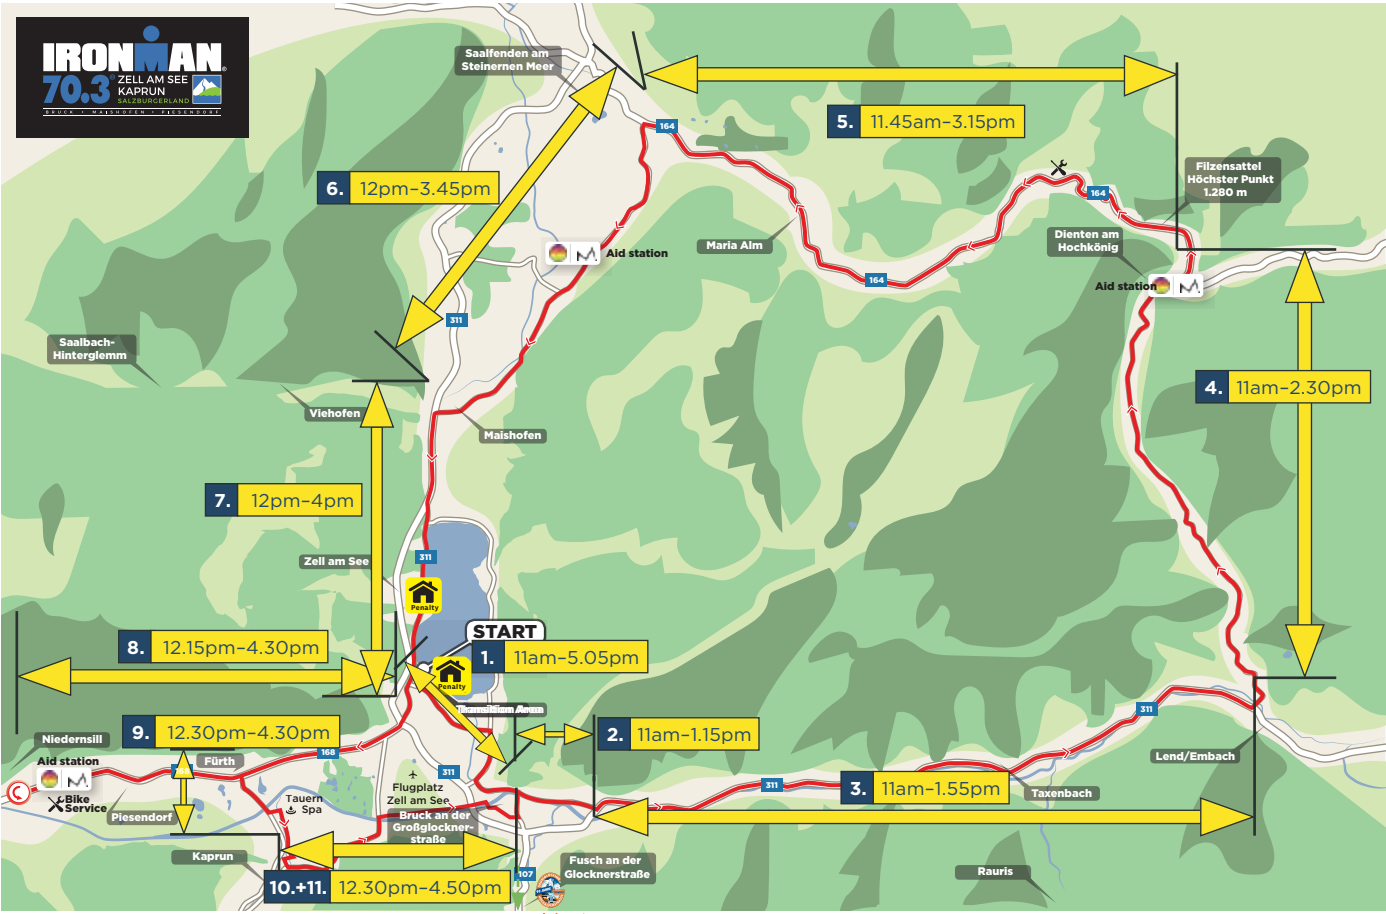 IRONMAN
70.3
ZELL AM SEE
KAPRUN
SALZBURGERLAND
BRUCK • MAISHOFEN • PIESENDORF
Saalfenden am
Steinernen Meer
5. 11.45am–3.15pm
164
6. 12pm–3.45pm
Filzensattel
Höchster Punkt
1.280 m
164
Maria Alm
Dienten am
Hochkönig
Aid station
164
Aid station
311
Saalbach-
Hinterglemm
4. 11am–2.30pm
Viehofen
Maishofen
7. 12pm–4pm
Zell am See
311
Penalty
START
8. 12.15pm–4.30pm
1. 11am–5.05pm
Penalty
9. 12.30pm–4.30pm
2. 11am–1.15pm
311
Niedernsill
Fürth
168
Lend/Embach
Aid station
311
Flugplatz
Zell am See
311
3. 11am–1.55pm
Taxenbach
Bike
Service
Piesendorf
Tauern
Spa
Bruck an der
Großglockner-
straße
Kaprun
Fusch an der
Glocknerstraße
107
Rauris
10.+11. 12.30pm–4.50pm